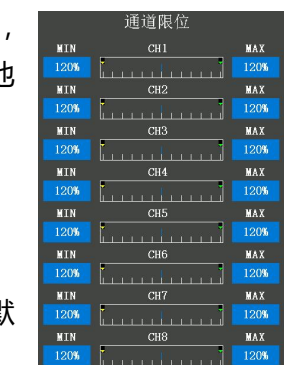 通道限位
，
MIN CH1 MAX
120% 120%
他
MIN CH2 MAX
120% 120%
MIN CH3 MAX
120% 120%
MIN CH4 MAX
120% 120%
MIN CH5 MAX
120% 120%
MIN CH6 MAX
120% 120%
MIN CH7 MAX
默
120% 120%
MIN CH8 MAX
120% 120%